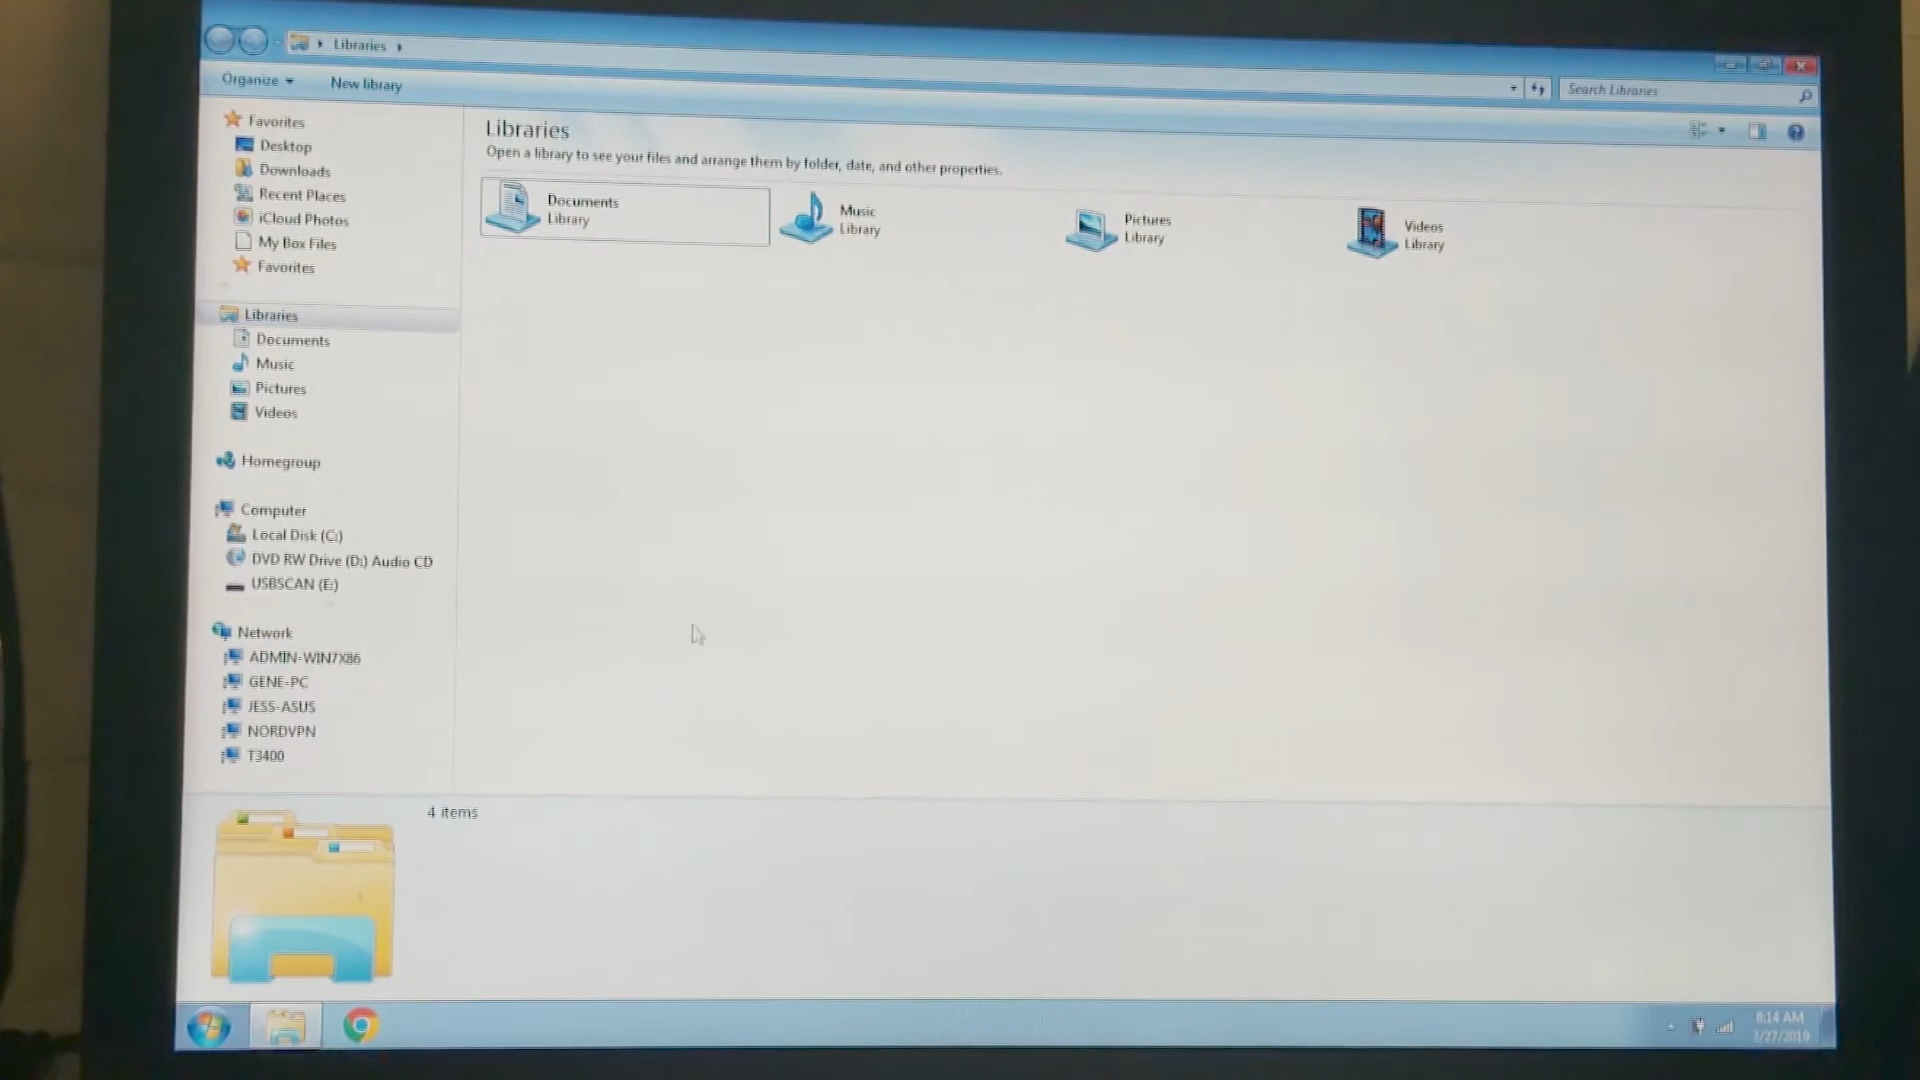 Libraries
Search Libraries
Organize
New library
Favorites
Desktop
Downloads
Recent Places
iCloud Photos
My Box Files
Favorites
Libraries
Documents
Music
Pictures
Videos
Homegroup
Computer
Local Disk (C:)
DVD RW Drive (D:) Audio CD
USBSCAN (E:)
Network
ADMIN-WIN7X86
GENE-PC
JESS-ASUS
NORDVPN
T3400
Libraries
Open a library to see your files and arrange them by folder, date, and other properties.
Documents
Library
Music
Library
Pictures
Library
Videos
Library
4 items
8:14 AM
3/27/2019